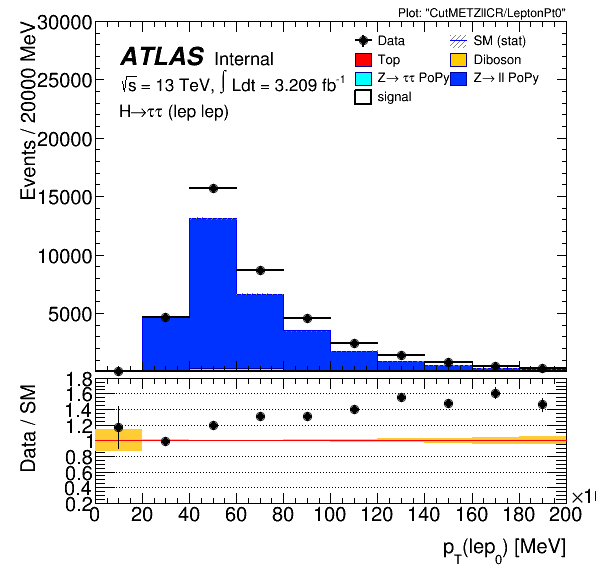 Plot: "CutMETZllCR/LeptonPt0"
ATLAS Internal
√s = 13 TeV, ∫ Ldt = 3.209 fb⁻¹
H→ττ (lep lep)
Data
SM (stat)
Top
Diboson
Z→ ττ PoPy
Z→ ll PoPy
signal
Events / 20000 MeV
30000
25000
20000
15000
10000
5000
Data / SM
1.8
1.6
1.4
1.2
1
0.8
0.6
0.4
0.2
0 20 40 60 80 100 120 140 160 180 200
p_T(lep_0) [MeV]